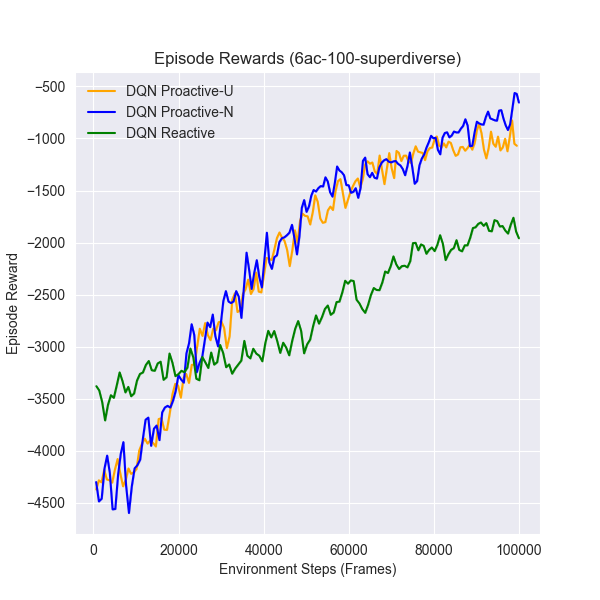 Episode Rewards (6ac-100-superdiverse)
DQN Proactive-U
DQN Proactive-N
DQN Reactive
−500
−1000
−1500
−2000
−2500
−3000
−3500
−4000
−4500
Episode Reward
0 20000 40000 60000 80000 100000
Environment Steps (Frames)